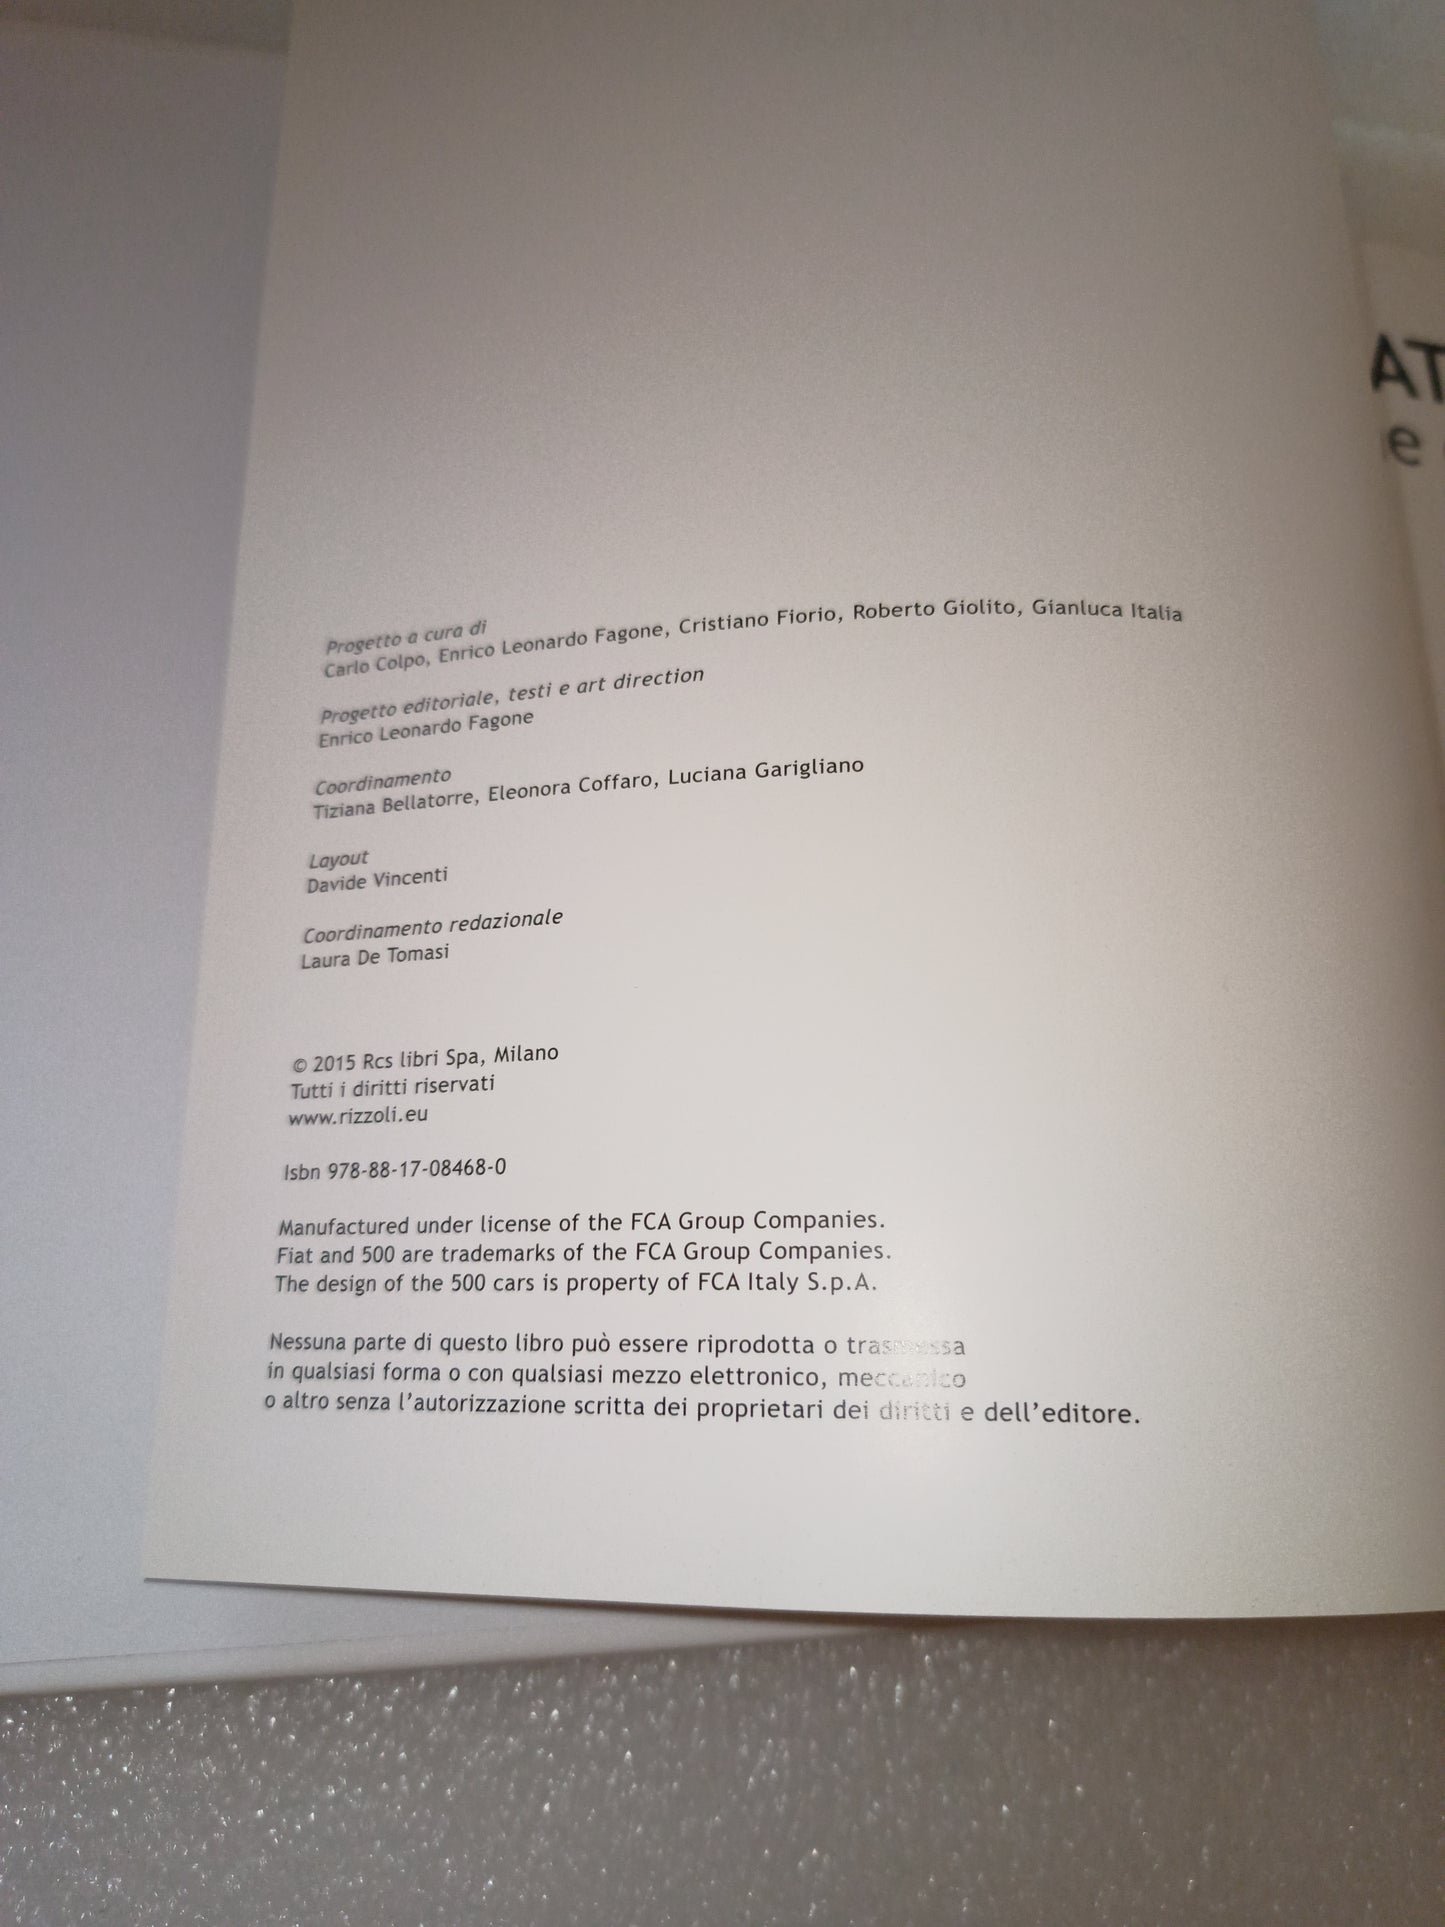 Progetto a cura di
Carlo Colpo, Enrico Leonardo Fagone, Cristiano Fiorio, Roberto Giolito, Gianluca Italia
Progetto editoriale, testi e art direction
Enrico Leonardo Fagone
Coordinamento
Tiziana Bellatorre, Eleonora Coffaro, Luciana Garigliano
Layout
Davide Vincenti
Coordinamento redazionale
Laura De Tomasi
© 2015 Rcs libri Spa, Milano
Tutti i diritti riservati
www.rizzoli.eu
Isbn 978-88-17-08468-0
Manufactured under license of the FCA Group Companies.
Fiat and 500 are trademarks of the FCA Group Companies.
The design of the 500 cars is property of FCA Italy S.p.A.
Nessuna parte di questo libro può essere riprodotta o trasmessa
in qualsiasi forma o con qualsiasi mezzo elettronico, meccanico
o altro senza l'autorizzazione scritta dei proprietari dei diritti e dell'editore.